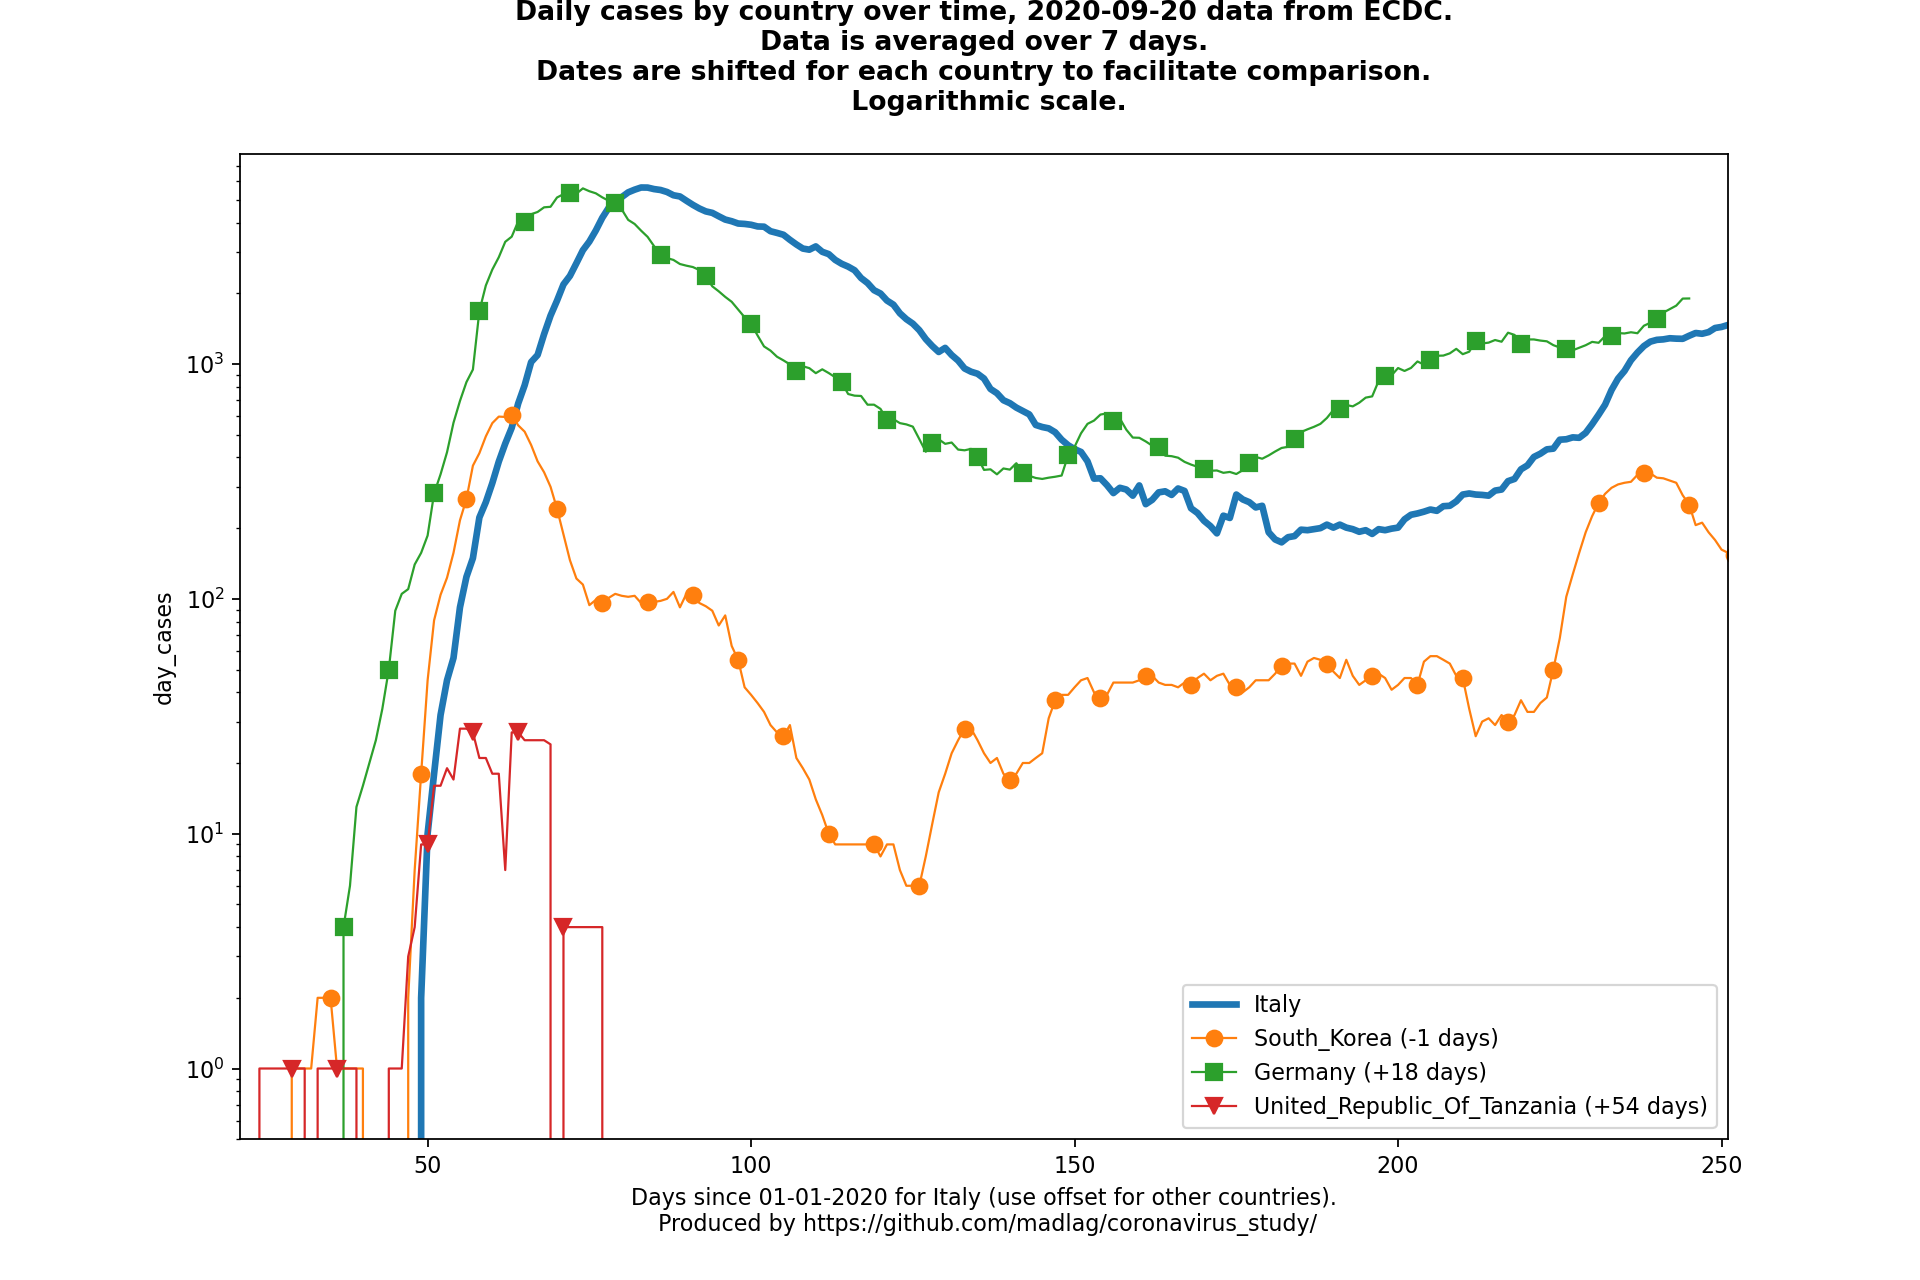 Daily cases by country over time, 2020-09-20 data from ECDC.
Data is averaged over 7 days.
Dates are shifted for each country to facilitate comparison.
Logarithmic scale.
10³
10²
10¹
10⁰
day_cases
50
100
150
200
250
Italy
South_Korea (-1 days)
Germany (+18 days)
United_Republic_Of_Tanzania (+54 days)
Days since 01-01-2020 for Italy (use offset for other countries).
Produced by https://github.com/madlag/coronavirus_study/